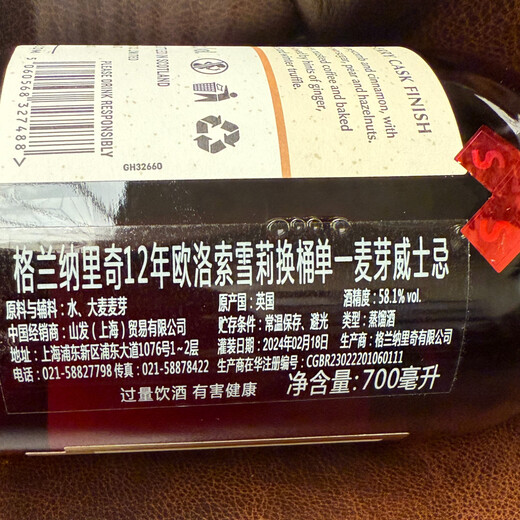 RRY CASK FINISH
and cinnamon, with
pear and hazelnuts.
coffee and baked
hints of ginger,
truffle.
SCOTLAND
PLEASE DRINK RESPONSIBLY
5 060568 327488
GH32660
格兰纳里奇12年欧洛索雪莉换桶单一麦芽威士忌
原料与辅料：水、大麦麦芽 原产国：英国 酒精度：58.1% vol.
中国经销商：山发（上海）贸易有限公司 贮存条件：常温保存、避光 类型：蒸馏酒
地址：上海浦东新区浦东大道1076号1~2层 灌装日期：2024年02月18日 生产商：格兰纳里奇有限公司
电话：021-58827798 传真：021-58878422 生产商在华注册编号：CGBR23022201060111
过量饮酒 有害健康 净含量：700毫升